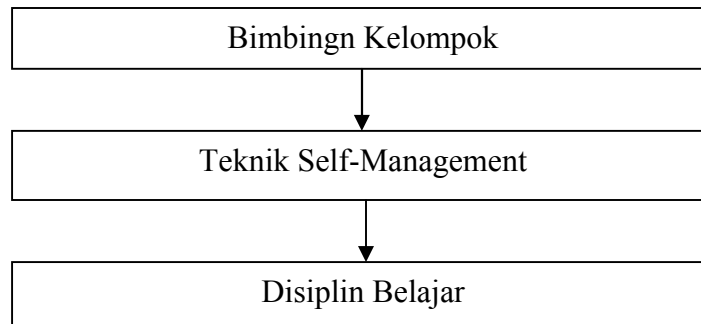 Bimbingn Kelompok
Teknik Self-Management
Disiplin Belajar